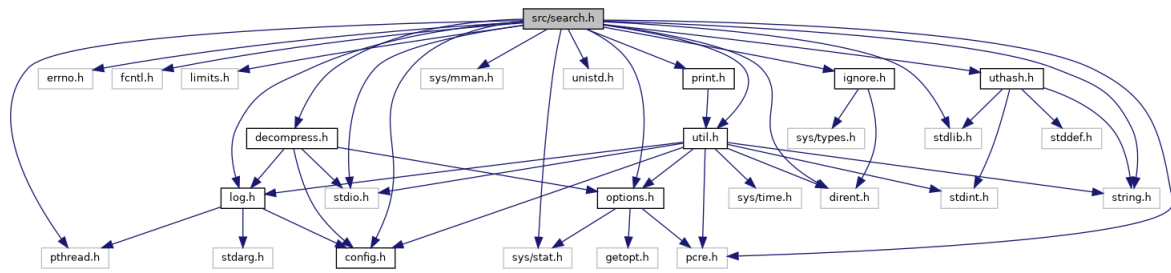 src/search.h
errno.h
fcntl.h
limits.h
sys/mman.h
unistd.h
print.h
ignore.h
uthash.h
decompress.h
util.h
sys/types.h
stdlib.h
stddef.h
log.h
stdio.h
options.h
sys/time.h
dirent.h
stdint.h
string.h
pthread.h
stdarg.h
config.h
sys/stat.h
getopt.h
pcre.h